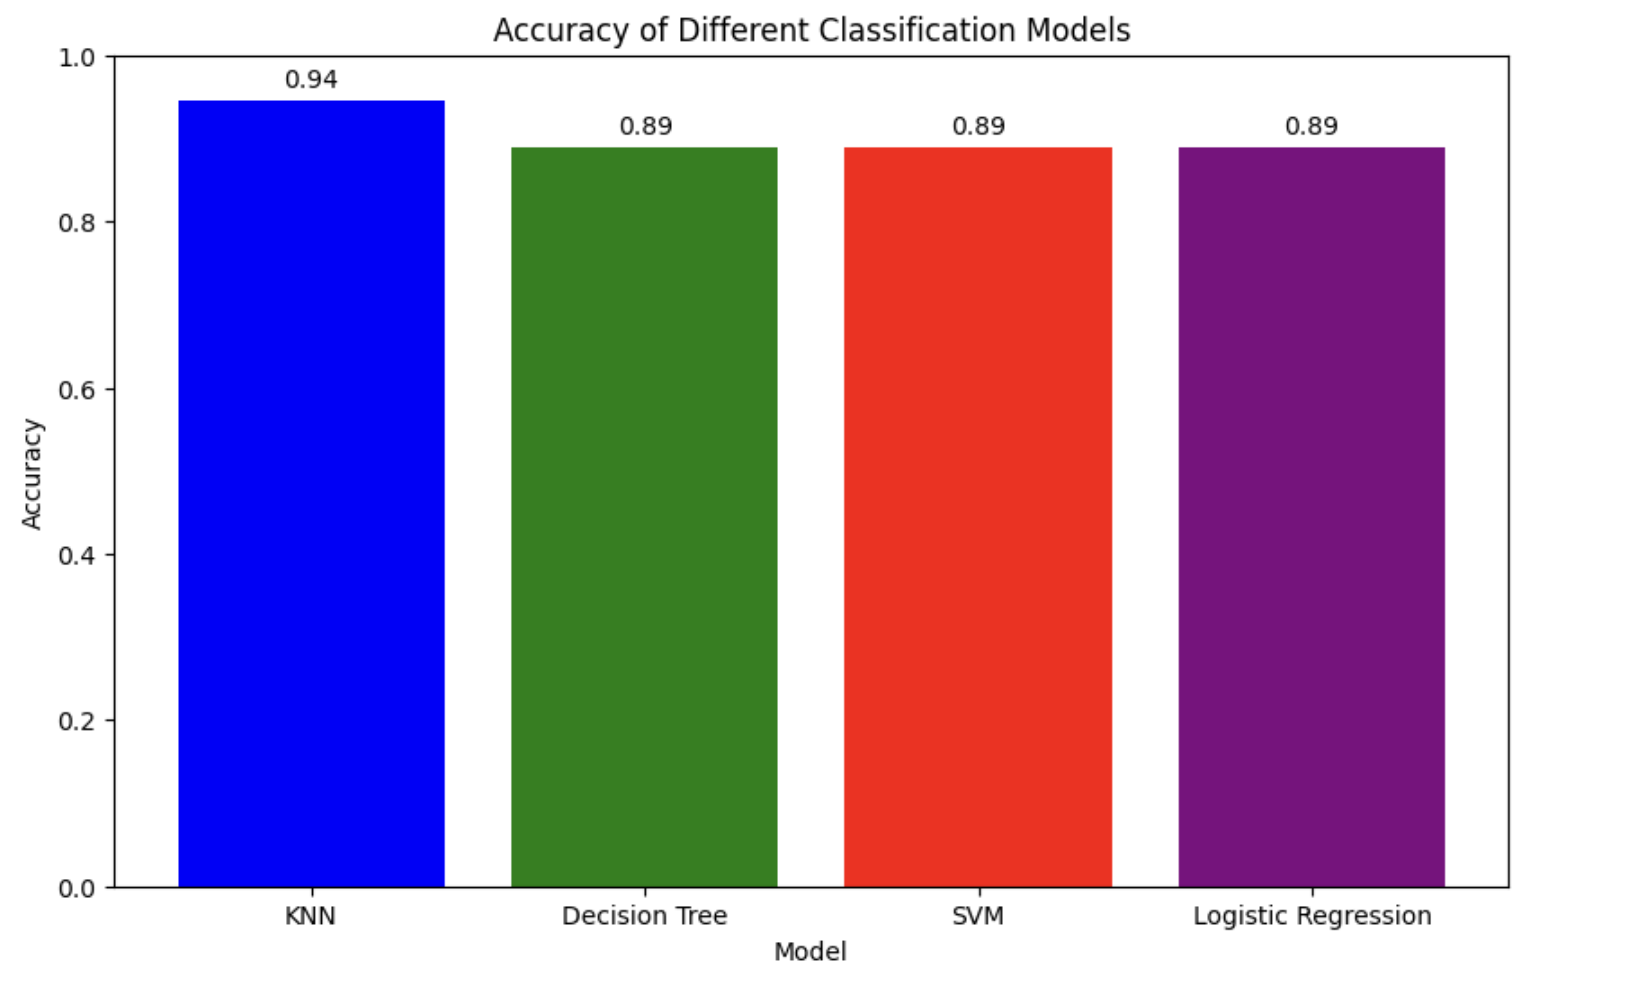 Accuracy of Different Classification Models
1.0
0.8
0.6
0.4
0.2
0.0
Accuracy
0.94
0.89
0.89
0.89
KNN
Decision Tree
SVM
Logistic Regression
Model